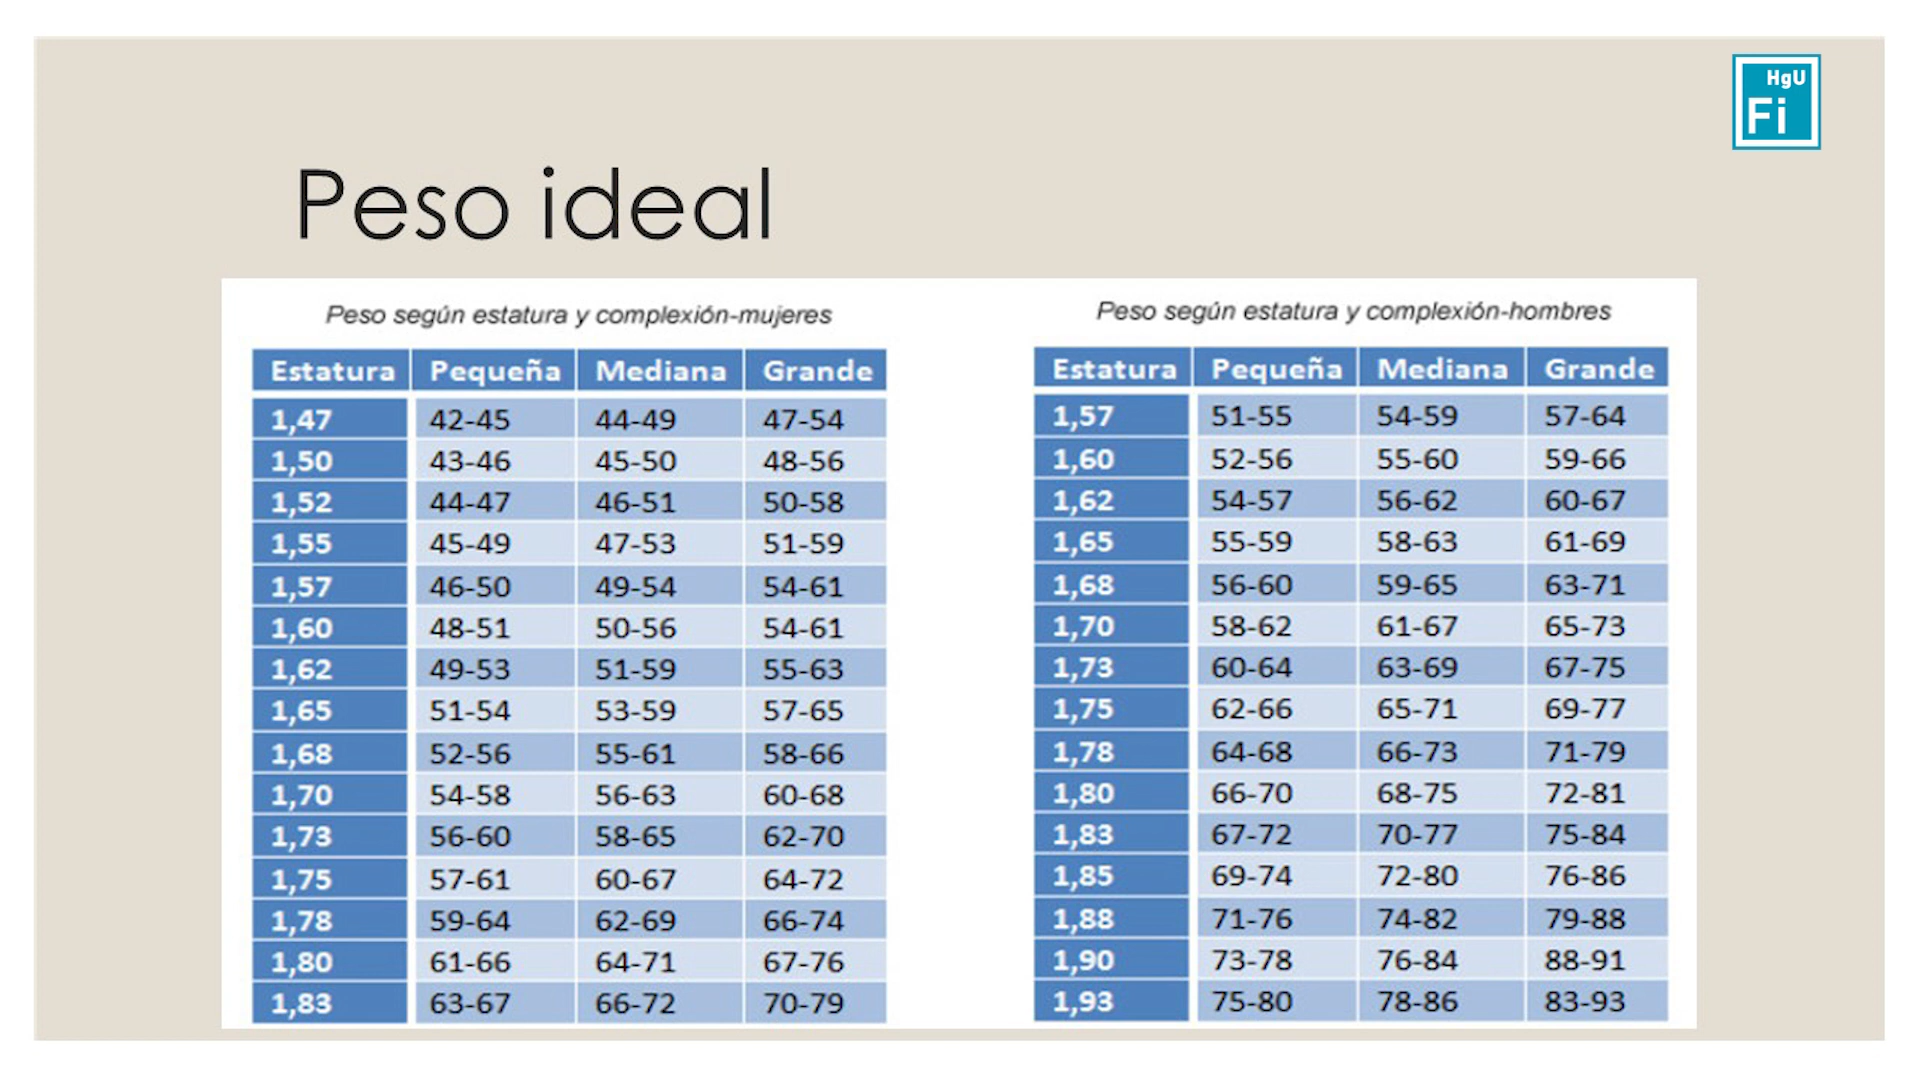 HgU
Fi
Peso ideal
Peso según estatura y complexión-mujeres
Estatura Pequeña Mediana Grande
1,47 42-45 44-49 47-54
1,50 43-46 45-50 48-56
1,52 44-47 46-51 50-58
1,55 45-49 47-53 51-59
1,57 46-50 49-54 54-61
1,60 48-51 50-56 54-61
1,62 49-53 51-59 55-63
1,65 51-54 53-59 57-65
1,68 52-56 55-61 58-66
1,70 54-58 56-63 60-68
1,73 56-60 58-65 62-70
1,75 57-61 60-67 64-72
1,78 59-64 62-69 66-74
1,80 61-66 64-71 67-76
1,83 63-67 66-72 70-79
Peso según estatura y complexión-hombres
Estatura Pequeña Mediana Grande
1,57 51-55 54-59 57-64
1,60 52-56 55-60 59-66
1,62 54-57 56-62 60-67
1,65 55-59 58-63 61-69
1,68 56-60 59-65 63-71
1,70 58-62 61-67 65-73
1,73 60-64 63-69 67-75
1,75 62-66 65-71 69-77
1,78 64-68 66-73 71-79
1,80 66-70 68-75 72-81
1,83 67-72 70-77 75-84
1,85 69-74 72-80 76-86
1,88 71-76 74-82 79-88
1,90 73-78 76-84 88-91
1,93 75-80 78-86 83-93